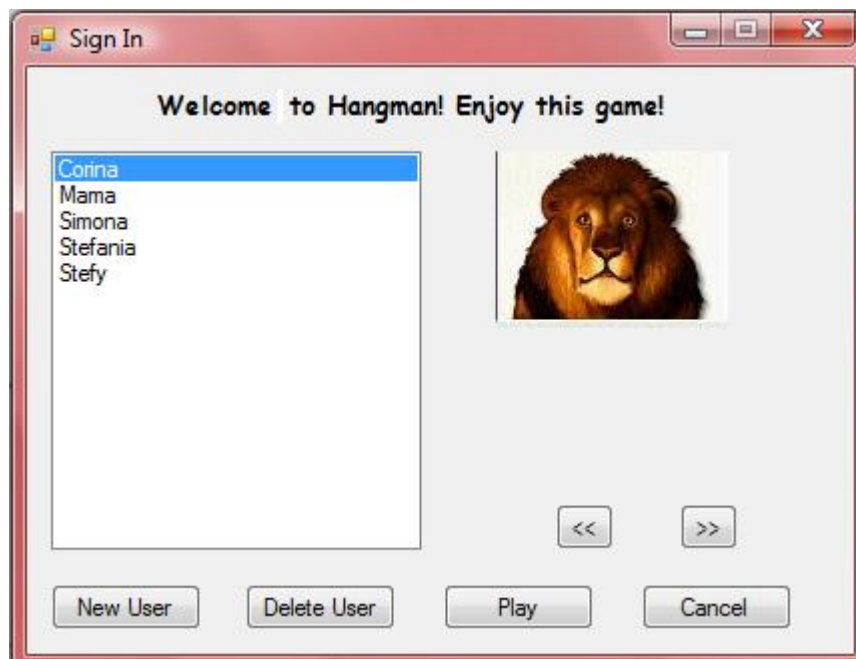 Sign In
Welcome to Hangman! Enjoy this game!
Corina
Mama
Simona
Stefania
Stefy
<< >>
New User Delete User Play Cancel